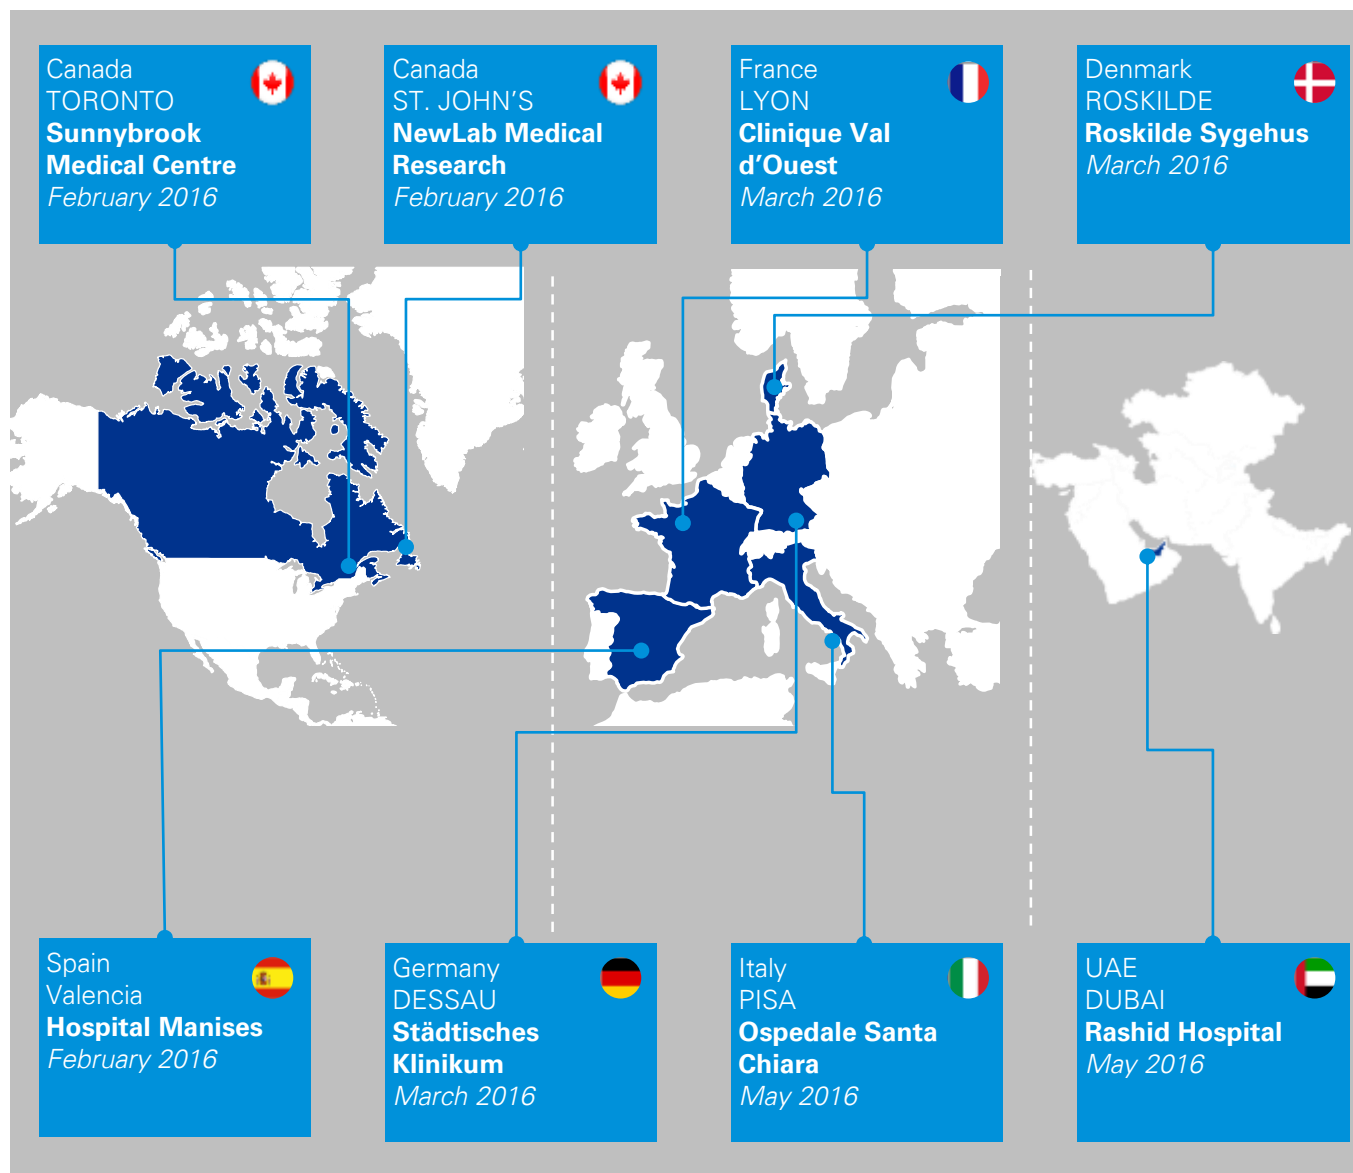 Canada
TORONTO
Sunnybrook
Medical Centre
February 2016
Canada
ST. JOHN’S
NewLab Medical
Research
February 2016
France
LYON
Clinique Val
d’Ouest
March 2016
Denmark
ROSKILDE
Roskilde Sygehus
March 2016
Spain
Valencia
Hospital Manises
February 2016
Germany
DESSAU
Städtisches
Klinikum
March 2016
Italy
PISA
Ospedale Santa
Chiara
May 2016
UAE
DUBAI
Rashid Hospital
May 2016